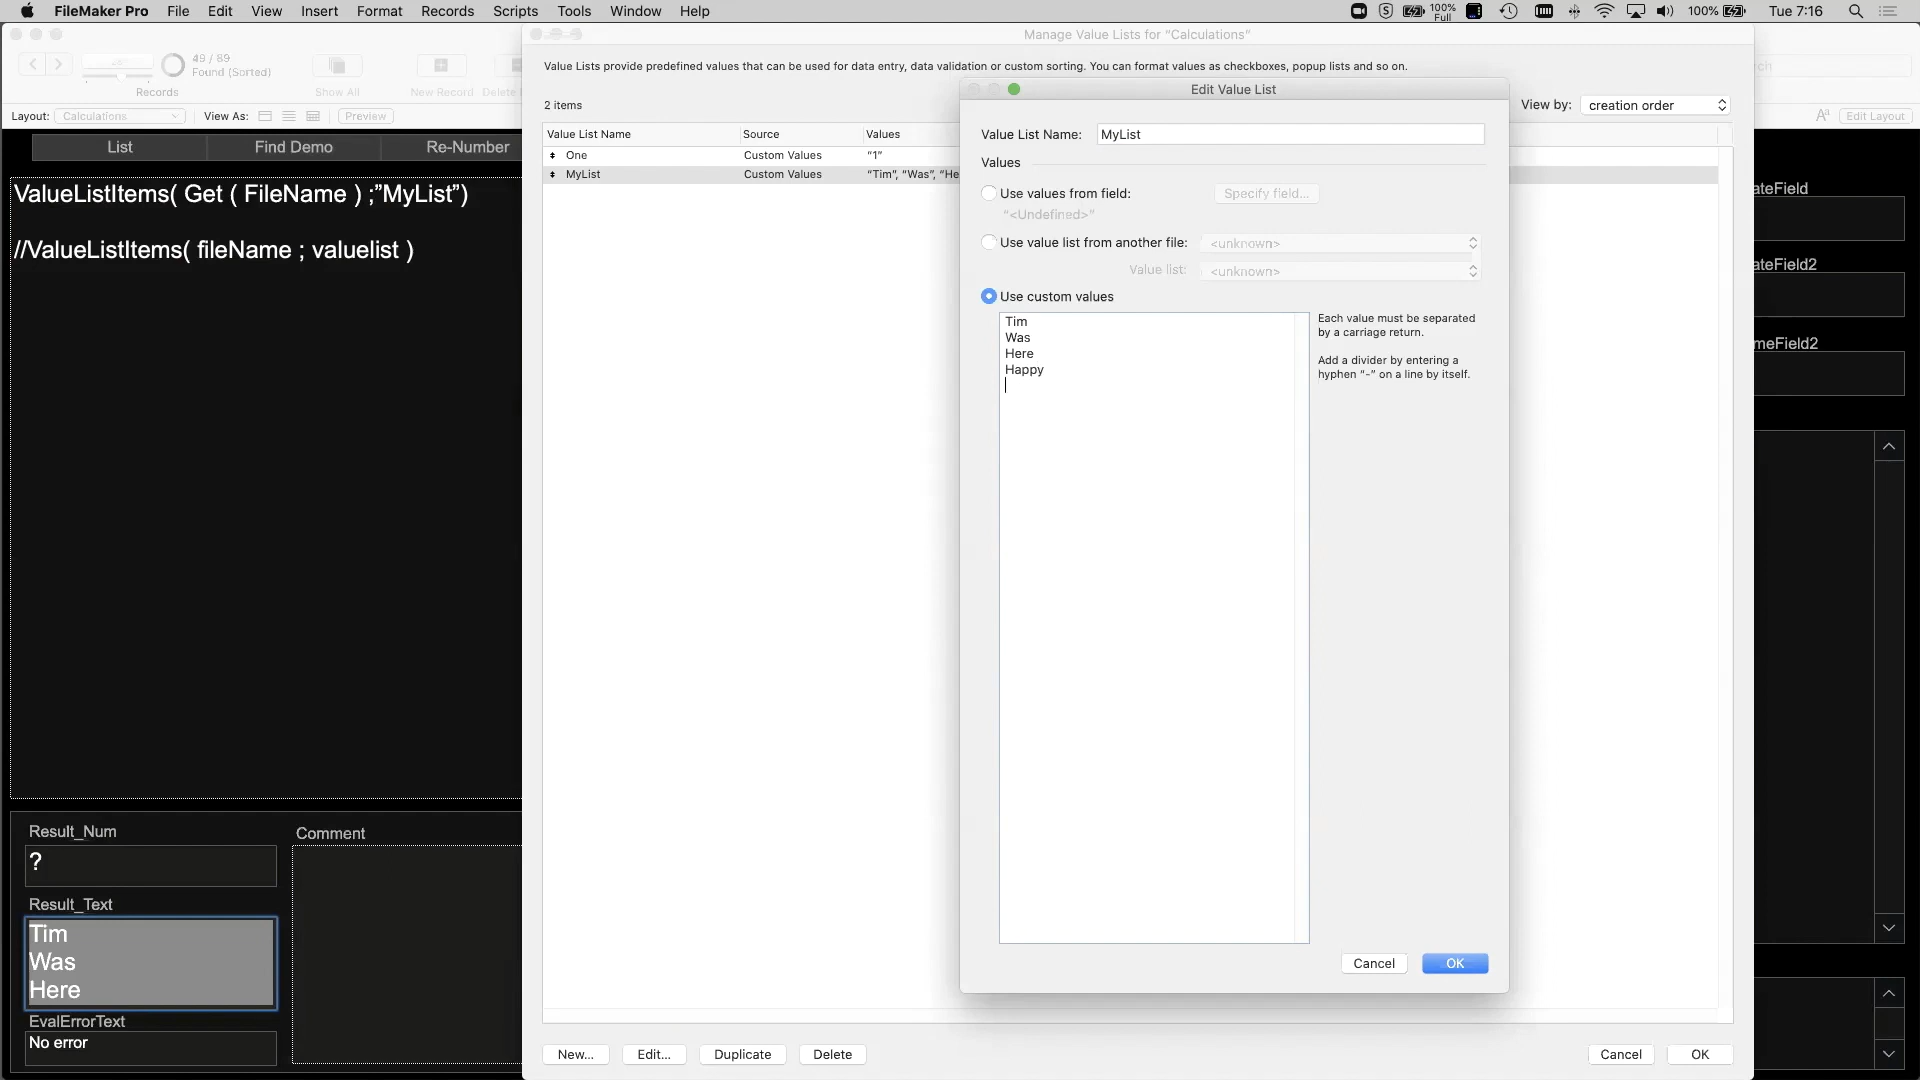 FileMaker Pro File Edit View Insert Format Records Scripts Tools Window Help 100% Full 100% Tue 7:16
Manage Value Lists for “Calculations”
49 / 89
Found (Sorted)
Records Show All New Record Delete
Layout: Calculations View As: Preview Edit Layout
List Find Demo Re-Number
ValueListItems( Get ( FileName ) ;”MyList”)
//ValueListItems( fileName ; valuelist )
Result_Num
?
Result_Text
Tim
Was
Here
EvalErrorText
No error
Comment
Value Lists provide predefined values that can be used for data entry, data validation or custom sorting. You can format values as checkboxes, popup lists and so on.
2 items
View by: creation order
Value List Name Source Values
One Custom Values “1”
MyList Custom Values “Tim”, “Was”, “He
Edit Value List
Value List Name: MyList
Values
Use values from field: Specify field...
“<Undefined>”
Use value list from another file: <unknown>
Value list: <unknown>
Use custom values
Tim
Was
Here
Happy
Each value must be separated
by a carriage return.
Add a divider by entering a
hyphen “-” on a line by itself.
Cancel OK
New... Edit... Duplicate Delete Cancel OK
ateField
ateField2
meField2